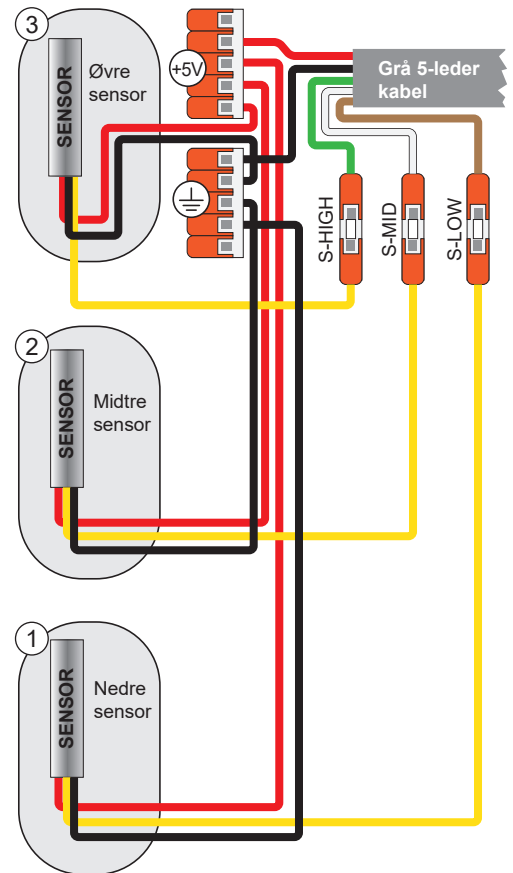 3
SENSOR
Øvre
sensor
+5V
Grå 5-leder
kabel
S-HIGH
S-MID
S-LOW
2
SENSOR
Midtre
sensor
1
SENSOR
Nedre
sensor